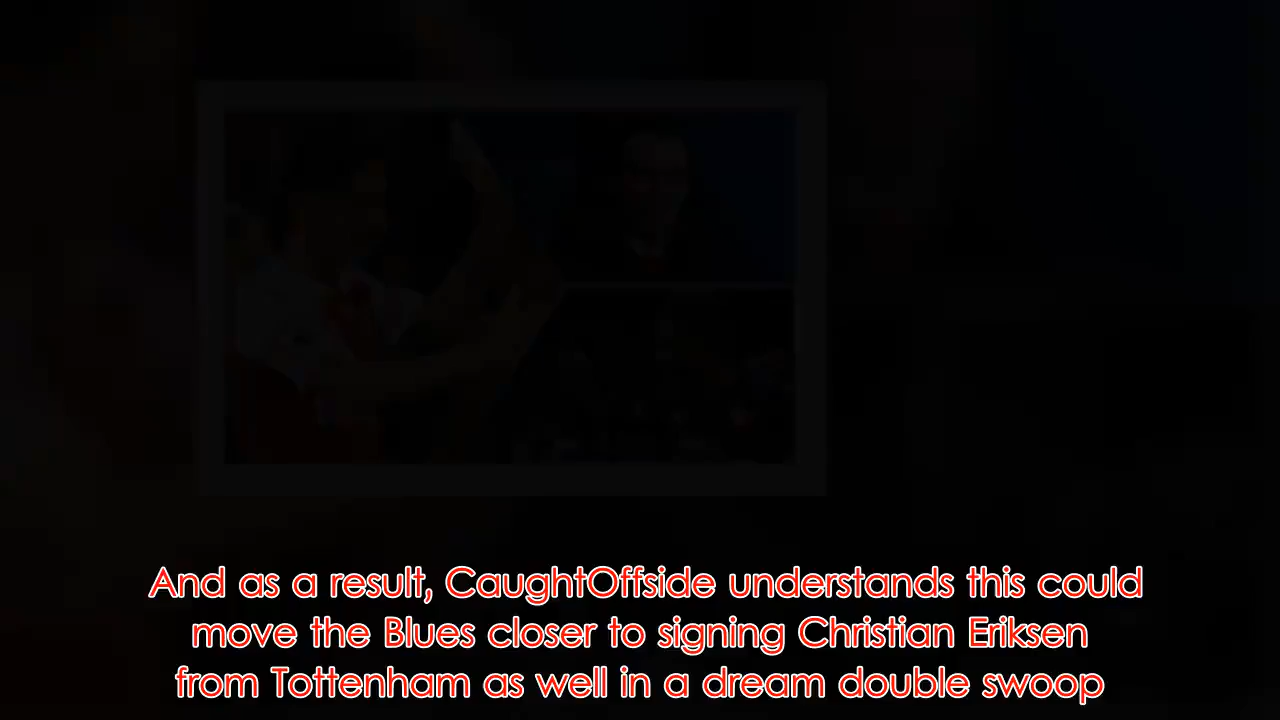 And as a result, CaughtOffside understands this could
move the Blues closer to signing Christian Eriksen
from Tottenham as well in a dream double swoop